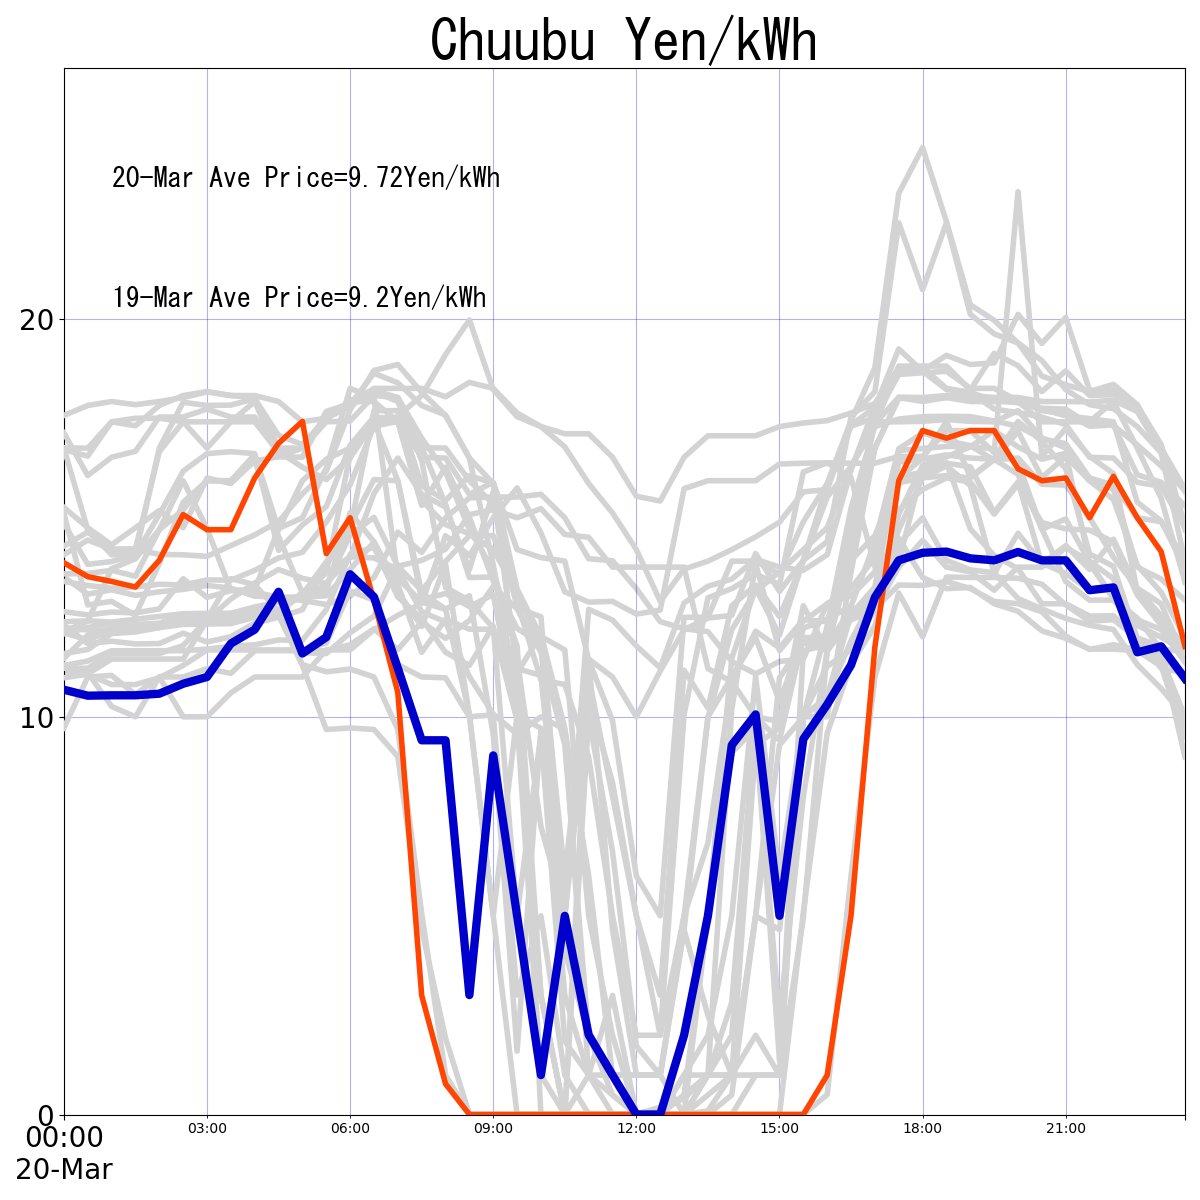 Chuubu Yen/kWh
20-Mar Ave Price=9.72Yen/kWh
19-Mar Ave Price=9.2Yen/kWh
20
10
0
00:00 03:00 06:00 09:00 12:00 15:00 18:00 21:00
20-Mar